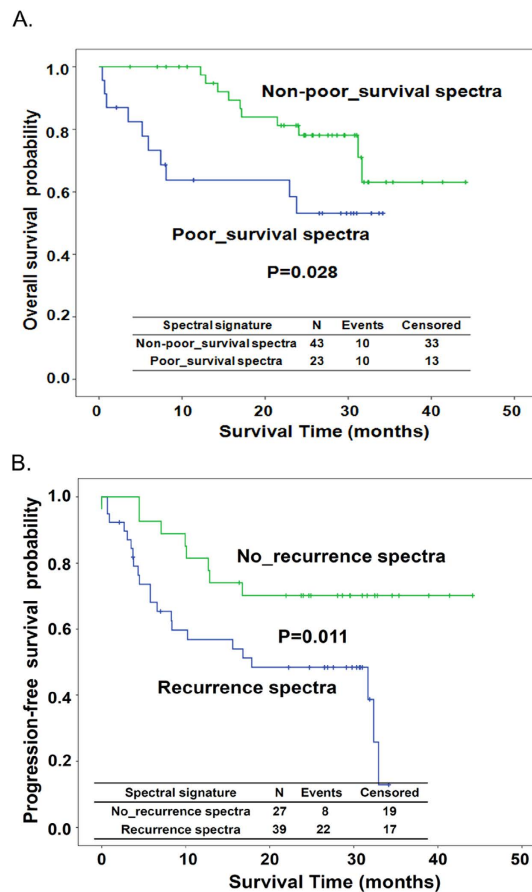 A.
Overall survival probability
1.0
0.8
0.6
0.4
0.2
0.0
Non-poor_survival spectra
Poor_survival spectra
P=0.028
Spectral signature N Events Censored
Non-poor_survival spectra 43 10 33
Poor_survival spectra 23 10 13
0 10 20 30 40 50
Survival Time (months)
B.
Progression-free survival probability
1.0
0.8
0.6
0.4
0.2
0.0
No_recurrence spectra
P=0.011
Recurrence spectra
Spectral signature N Events Censored
No_recurrence spectra 27 8 19
Recurrence spectra 39 22 17
0 10 20 30 40 50
Survival Time (months)